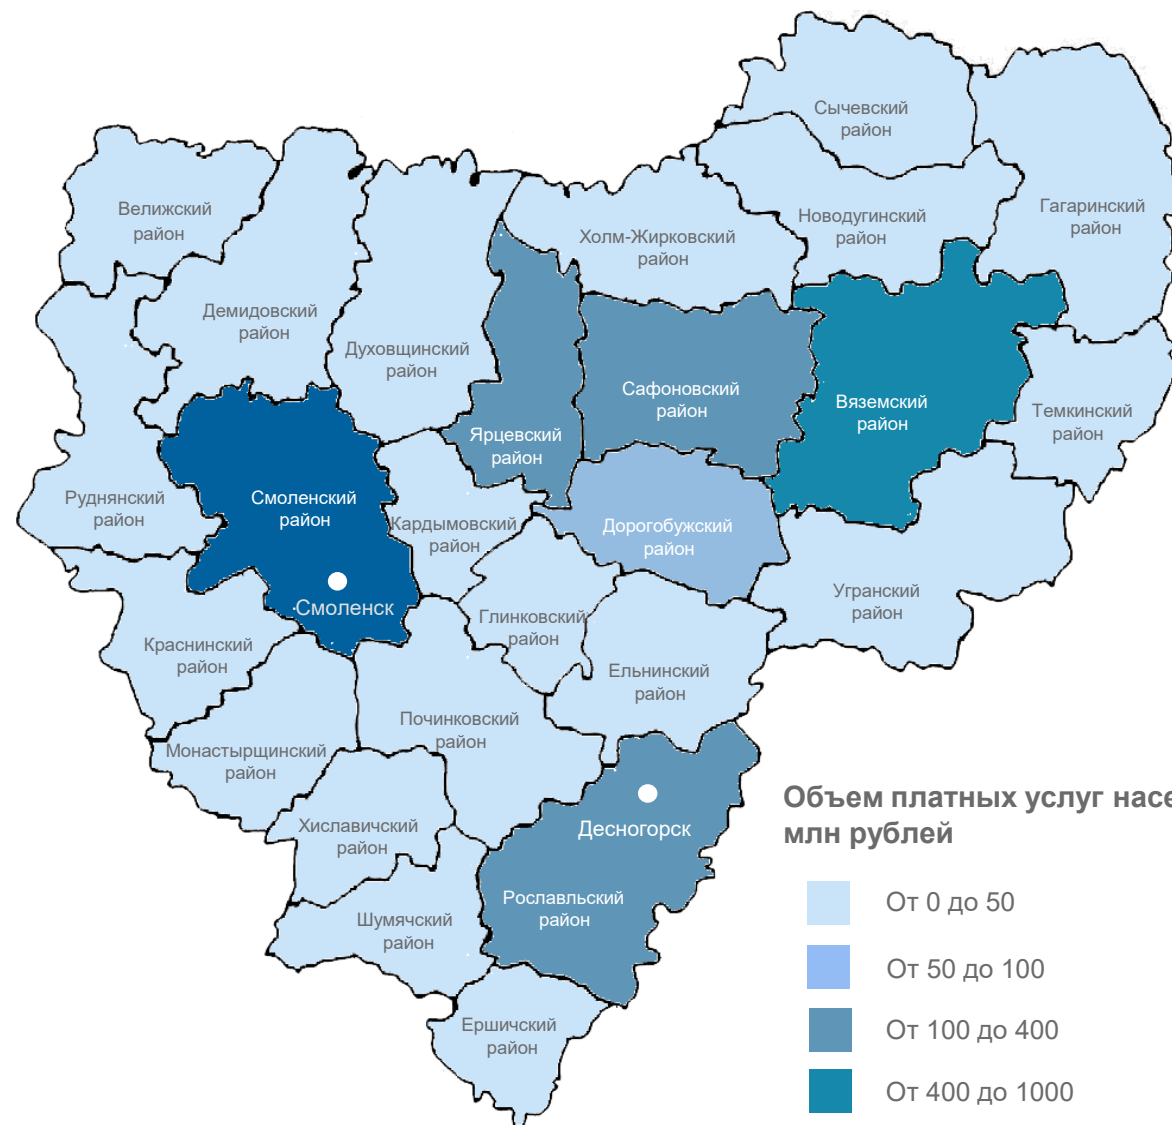 Сычевский
район
Велижский
район
Новодугинский
район
Гагаринский
район
Холм-Жирковский
район
Демидовский
район
Духовщинский
район
Сафоновский
район
Вяземский
район
Темкинский
район
Ярцевский
район
Руднянский
район
Смоленский
район
Кардымовский
район
Дорогобужский
район
Смоленск
Угранский
район
Глинковский
район
Краснинский
район
Ельнинский
район
Починковский
район
Монастырщинский
район
Хиславичский
район
Десногорск
Рославльский
район
Шумячский
район
Ершичский
район
Объем платных услуг насе
млн рублей
От 0 до 50
От 50 до 100
От 100 до 400
От 400 до 1000